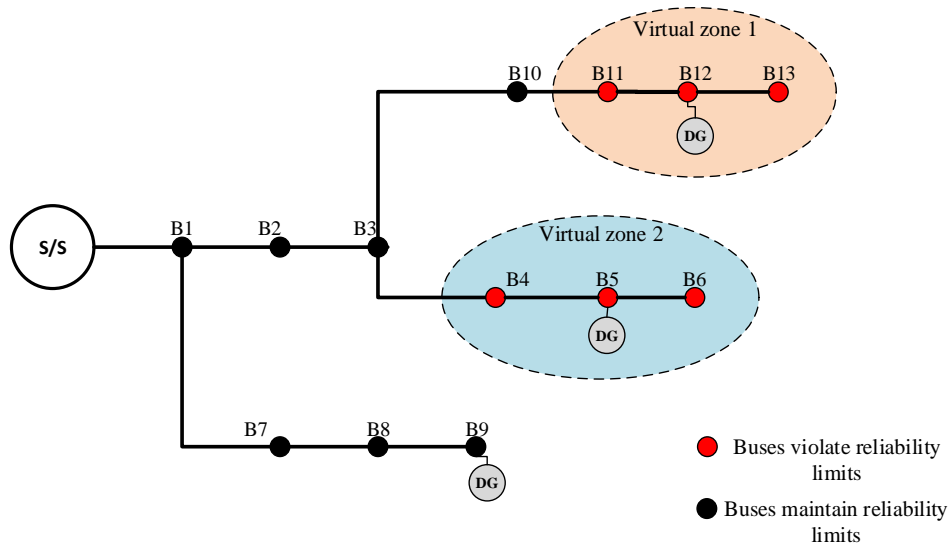 Virtual zone 1
B10 B11 B12 B13
DG
S/S
B1 B2 B3
Virtual zone 2
B4 B5 B6
DG
B7 B8 B9
DG
Buses violate reliability
limits
Buses maintain reliability
limits